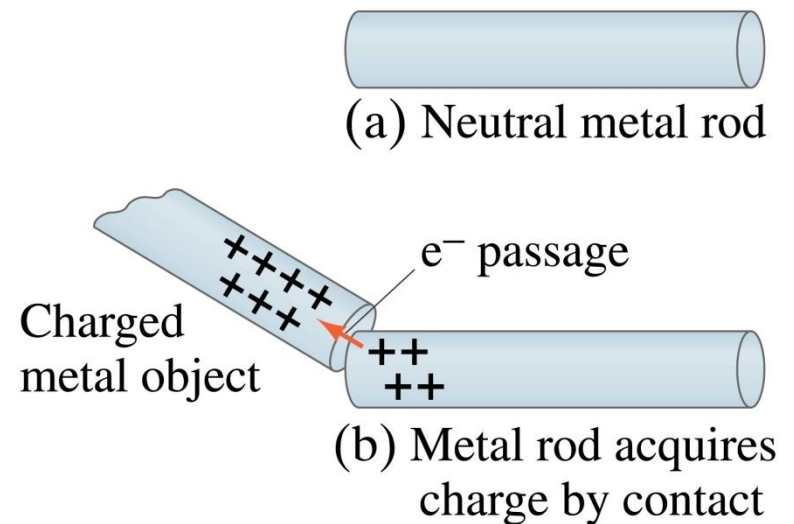 (a) Neutral metal rod
e⁻ passage
++++
+++
Charged
metal object
++
++
(b) Metal rod acquires
charge by contact